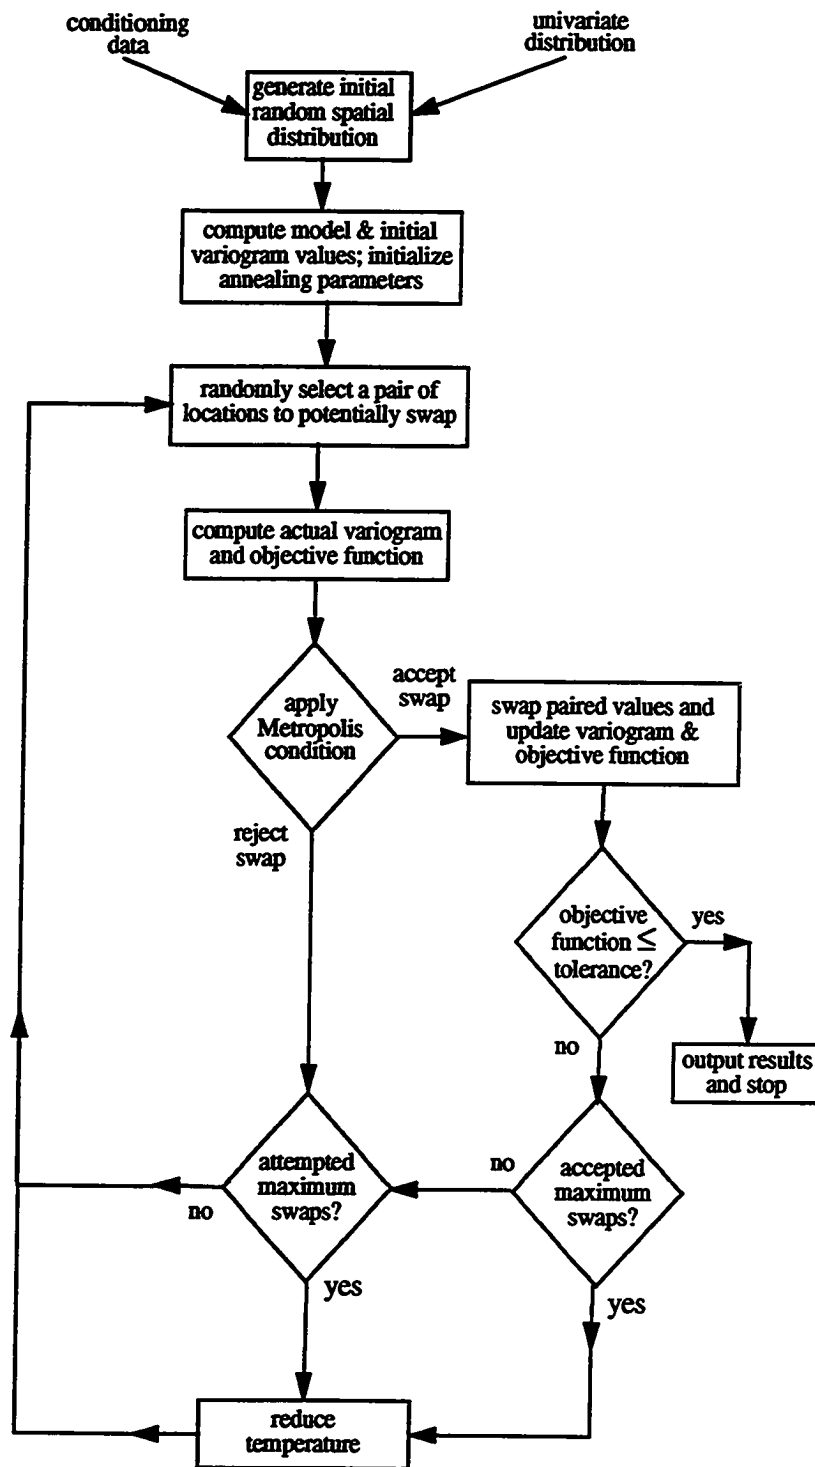 conditioning
data
univariate
distribution
generate initial
random spatial
distribution
compute model & initial
variogram values; initialize
annealing parameters
randomly select a pair of
locations to potentially swap
compute actual variogram
and objective function
apply
Metropolis
condition
accept
swap
swap paired values and
update variogram &
objective function
reject
swap
objective
function ≤
tolerance?
yes
no
output results
and stop
attempted
maximum
swaps?
no
no
accepted
maximum
swaps?
yes
yes
reduce
temperature